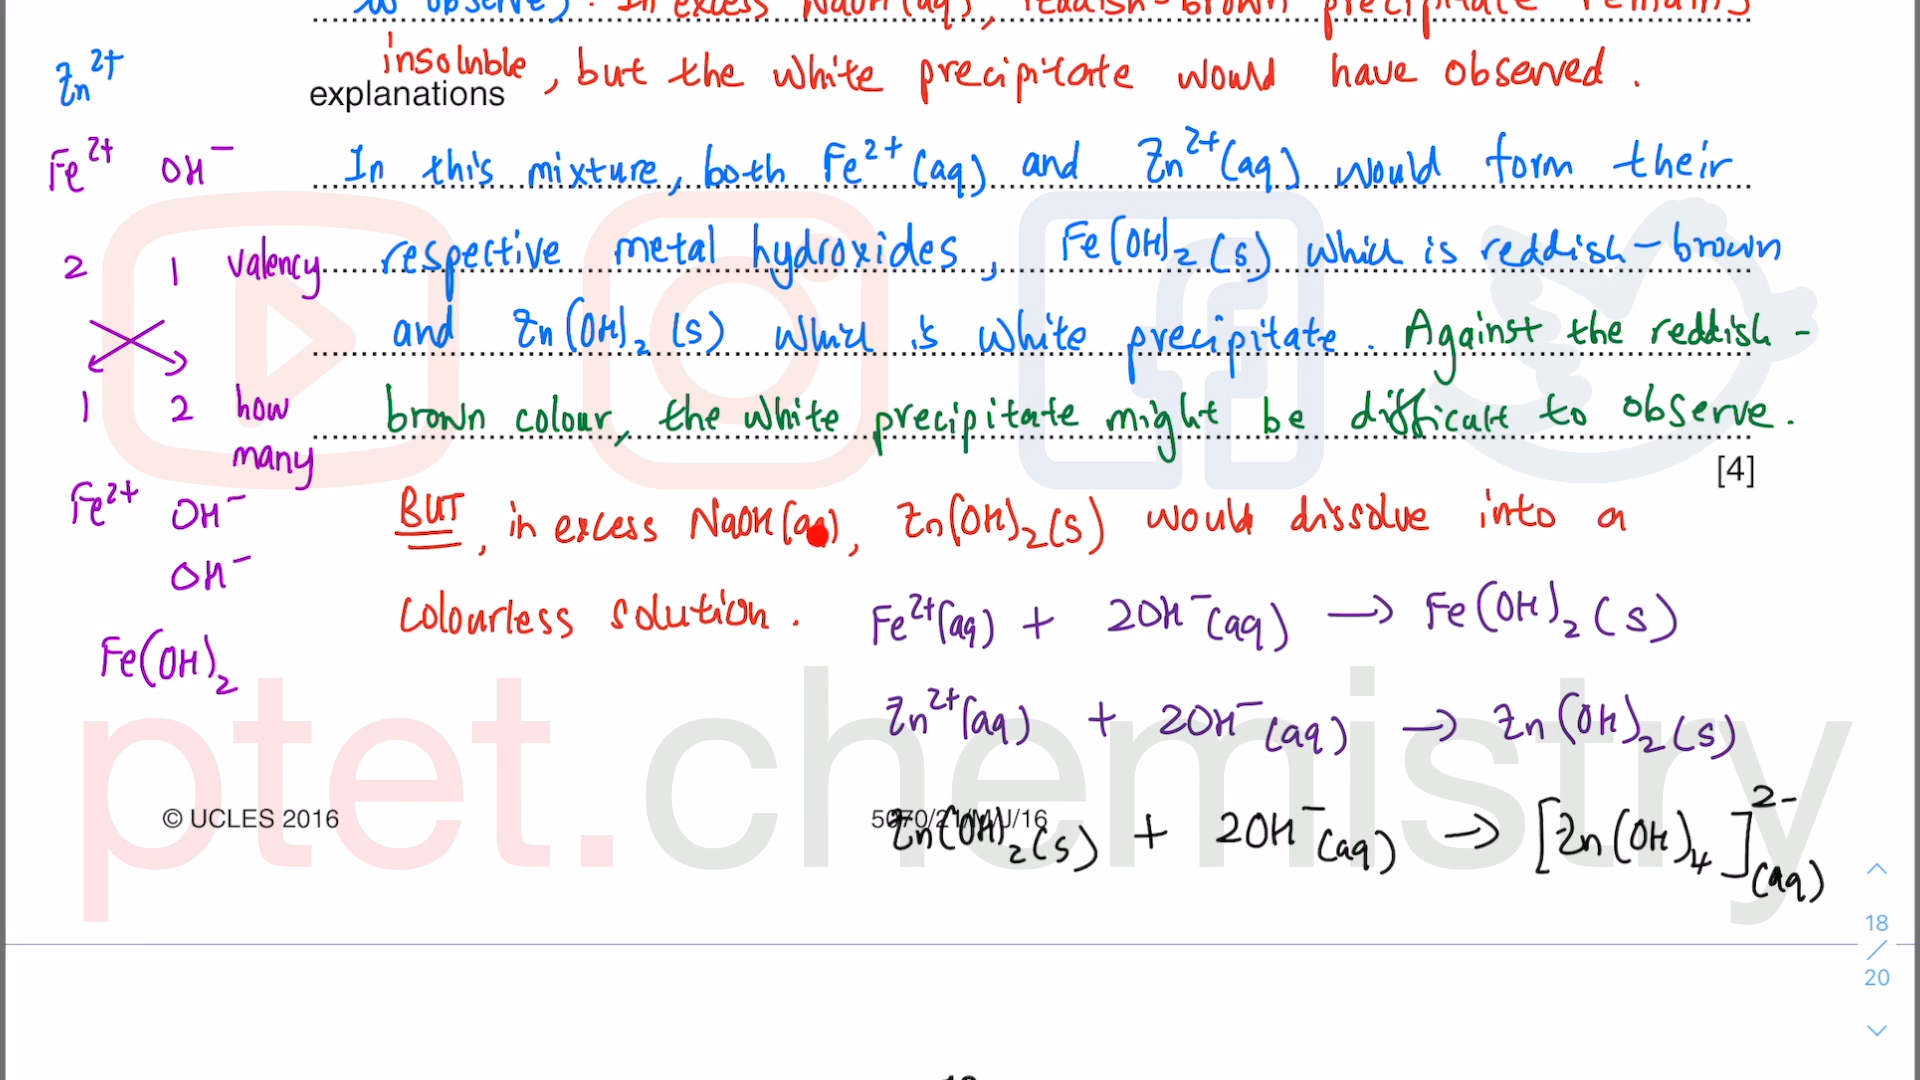 insoluble, but the white precipitate would have observed.
explanations
Zn2+
In this mixture, both Fe2+ (aq) and Zn2+ (aq) would form their
respective metal hydroxides, Fe(OH)2 (s) which is reddish-brown
and Zn(OH)2 (s) which is white precipitate. Against the reddish-
brown colour, the white precipitate might be difficult to observe.
[4]
BUT, in excess NaOH(aq), Zn(OH)2(s) would dissolve into a
colourless solution.
Fe2+ OH−
2 1 valency
1 2 how
many
Fe2+ OH−
OH−
Fe(OH)2
Fe2+(aq) + 2OH−(aq) → Fe(OH)2 (s)
Zn2+(aq) + 2OH−(aq) → Zn(OH)2 (s)
Zn(OH)2(s) + 2OH−(aq) → [Zn(OH)4]2−(aq)
© UCLES 2016
5070/21/M/J/16
ptet.chemistry
18
/
20